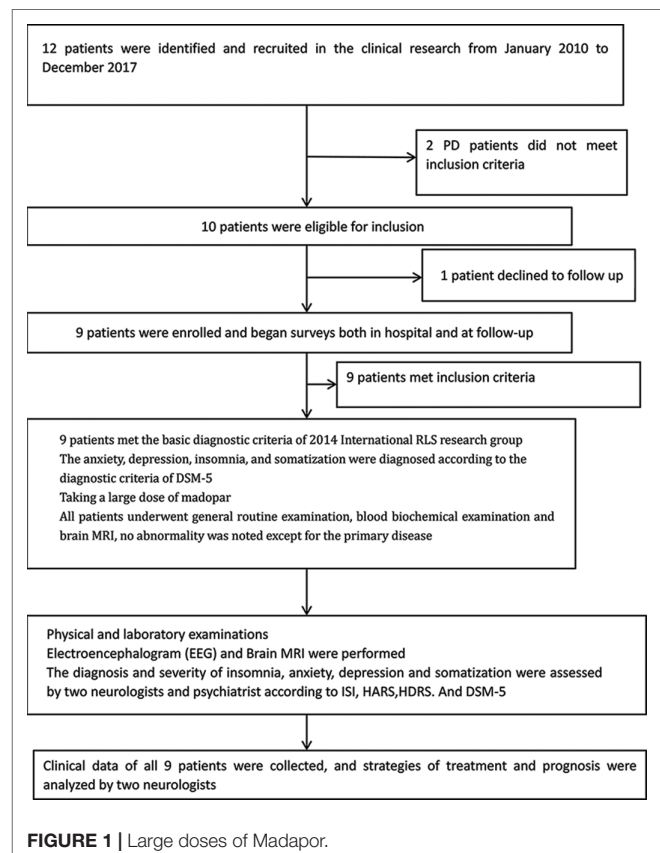 12 patients were identified and recruited in the clinical research from January 2010 to
December 2017
2 PD patients did not meet
inclusion criteria
10 patients were eligible for inclusion
1 patient declined to follow up
9 patients were enrolled and began surveys both in hospital and at follow-up
9 patients met inclusion criteria
9 patients met the basic diagnostic criteria of 2014 International RLS research group
The anxiety, depression, insomnia, and somatization were diagnosed according to the
diagnostic criteria of DSM-5
Taking a large dose of madopar
All patients underwent general routine examination, blood biochemical examination and
brain MRI, no abnormality was noted except for the primary disease
Physical and laboratory examinations
Electroencephalogram (EEG) and Brain MRI were performed
The diagnosis and severity of insomnia, anxiety, depression and somatization were assessed
by two neurologists and psychiatrist according to ISI, HARS,HDRS. And DSM-5
Clinical data of all 9 patients were collected, and strategies of treatment and prognosis were
analyzed by two neurologists
FIGURE 1 | Large doses of Madapor.